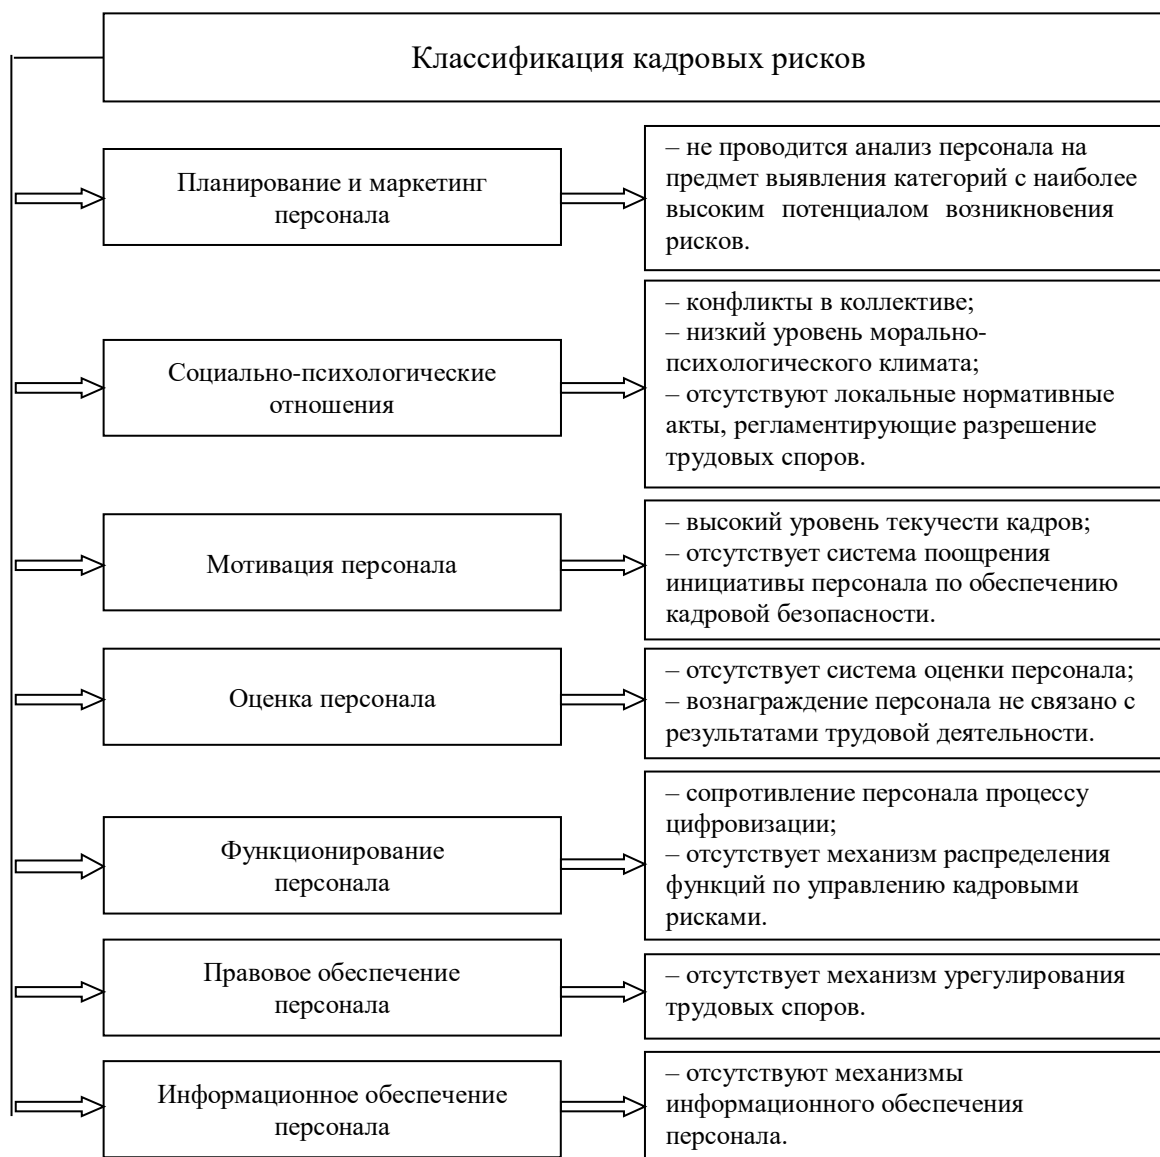 Классификация кадровых рисков
Планирование и маркетинг
персонала
– не проводится анализ персонала на
предмет выявления категорий с наиболее
высоким потенциалом возникновения
рисков.
Социально-психологические
отношения
– конфликты в коллективе;
– низкий уровень морально-
психологического климата;
– отсутствуют локальные нормативные
акты, регламентирующие разрешение
трудовых споров.
Мотивация персонала
– высокий уровень текучести кадров;
– отсутствует система поощрения
инициативы персонала по обеспечению
кадровой безопасности.
Оценка персонала
– отсутствует система оценки персонала;
– вознаграждение персонала не связано с
результатами трудовой деятельности.
Функционирование
персонала
– сопротивление персонала процессу
цифровизации;
– отсутствует механизм распределения
функций по управлению кадровыми
рисками.
Правовое обеспечение
персонала
– отсутствует механизм урегулирования
трудовых споров.
Информационное обеспечение
персонала
– отсутствуют механизмы
информационного обеспечения
персонала.